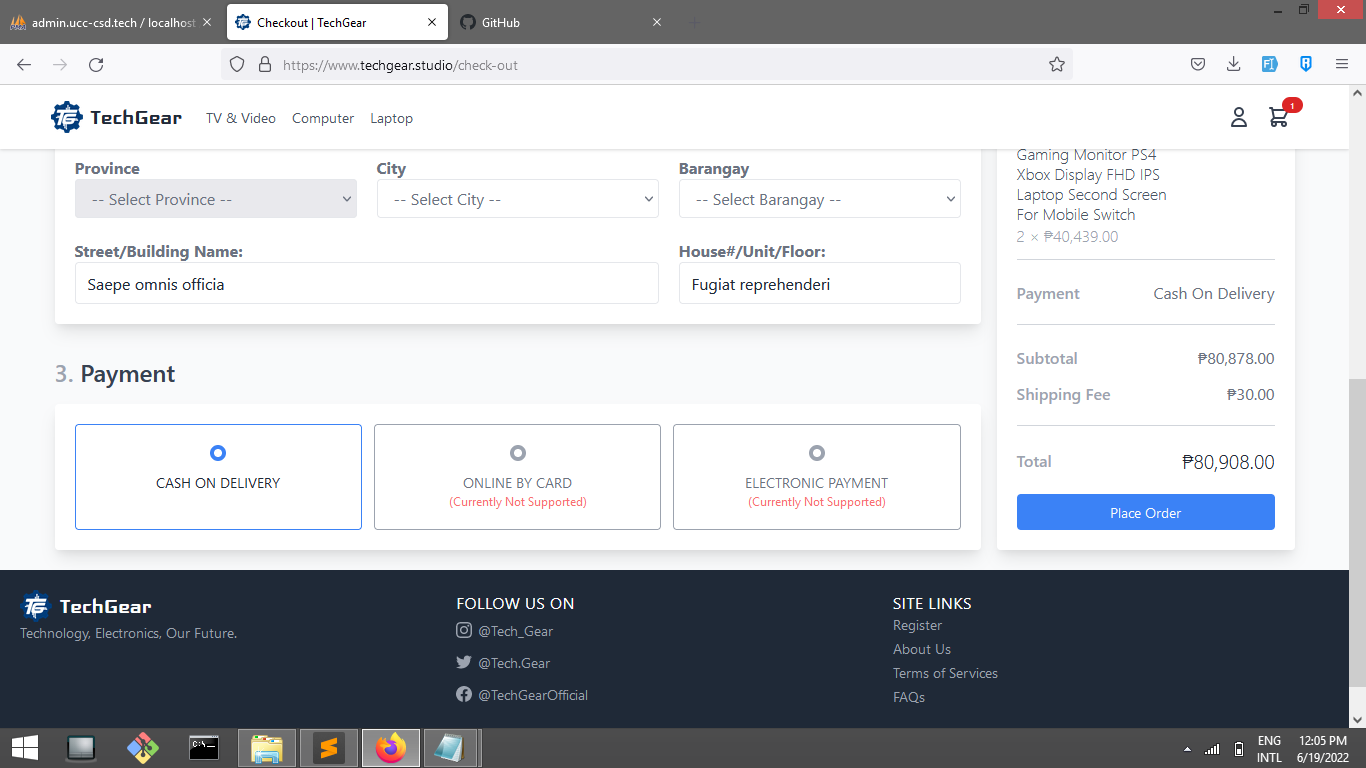 admin.ucc-csd.tech / localhost
Checkout | TechGear
GitHub
https://www.techgear.studio/check-out
TechGear
TV & Video
Computer
Laptop
1
Province
City
Barangay
-- Select Province --
-- Select City --
-- Select Barangay --
Street/Building Name:
House#/Unit/Floor:
Saepe omnis officia
Fugiat reprehenderi
3. Payment
CASH ON DELIVERY
ONLINE BY CARD
(Currently Not Supported)
ELECTRONIC PAYMENT
(Currently Not Supported)
Gaming Monitor PS4
Xbox Display FHD IPS
Laptop Second Screen
For Mobile Switch
2 × ₱40,439.00
Payment Cash On Delivery
Subtotal ₱80,878.00
Shipping Fee ₱30.00
Total ₱80,908.00
Place Order
TechGear
Technology, Electronics, Our Future.
FOLLOW US ON
@Tech_Gear
@Tech.Gear
@TechGearOfficial
SITE LINKS
Register
About Us
Terms of Services
FAQs
ENG
INTL
12:05 PM
6/19/2022